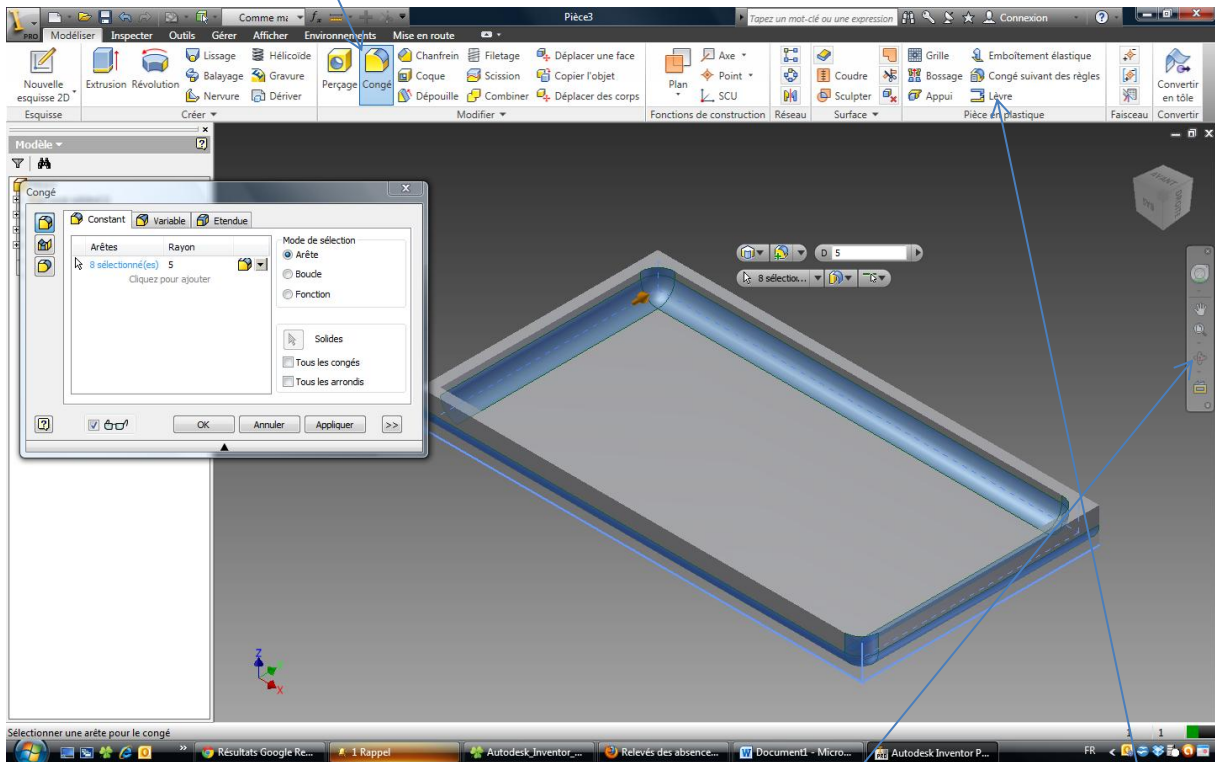 Comme ma
Pièce3
Tapez un mot-clé ou une expression
Connexion
PRO
Modéliser Inspecter Outils Gérer Afficher Environnements Mise en route
Nouvelle
esquisse 2D
Extrusion Révolution
Lissage Hélicoïde
Balayage Gravure
Nervure Dériver
Perçage Congé
Chanfrein Filetage Déplacer une face
Coque Scission Copier l'objet
Dépouille Combiner Déplacer des corps
Plan
Axe
Point
SCU
Coudre
Sculpter
Grille Emboîtement élastique
Bossage Congé suivant des règles
Appui Lèvre
Convertir
en tôle
Esquisse Créer Modifier Fonctions de construction Réseau Surface Pièce en plastique Faisceau Convertir
Modèle
Congé
Constant Variable Etendue
Arêtes Rayon
8 sélectionné(es) 5
Cliquez pour ajouter
Mode de sélection
Arête
Boucle
Fonction
Solides
Tous les congés
Tous les arrondis
OK Annuler Appliquer >>
D 5
8 sélectio...
AVANT
Z
X
Sélectionner une arête pour le congé
1 1
Résultats Google Re... 1 Rappel Autodesk_Inventor_... Relevés des absence... Document1 - Micro... Autodesk Inventor P... FR